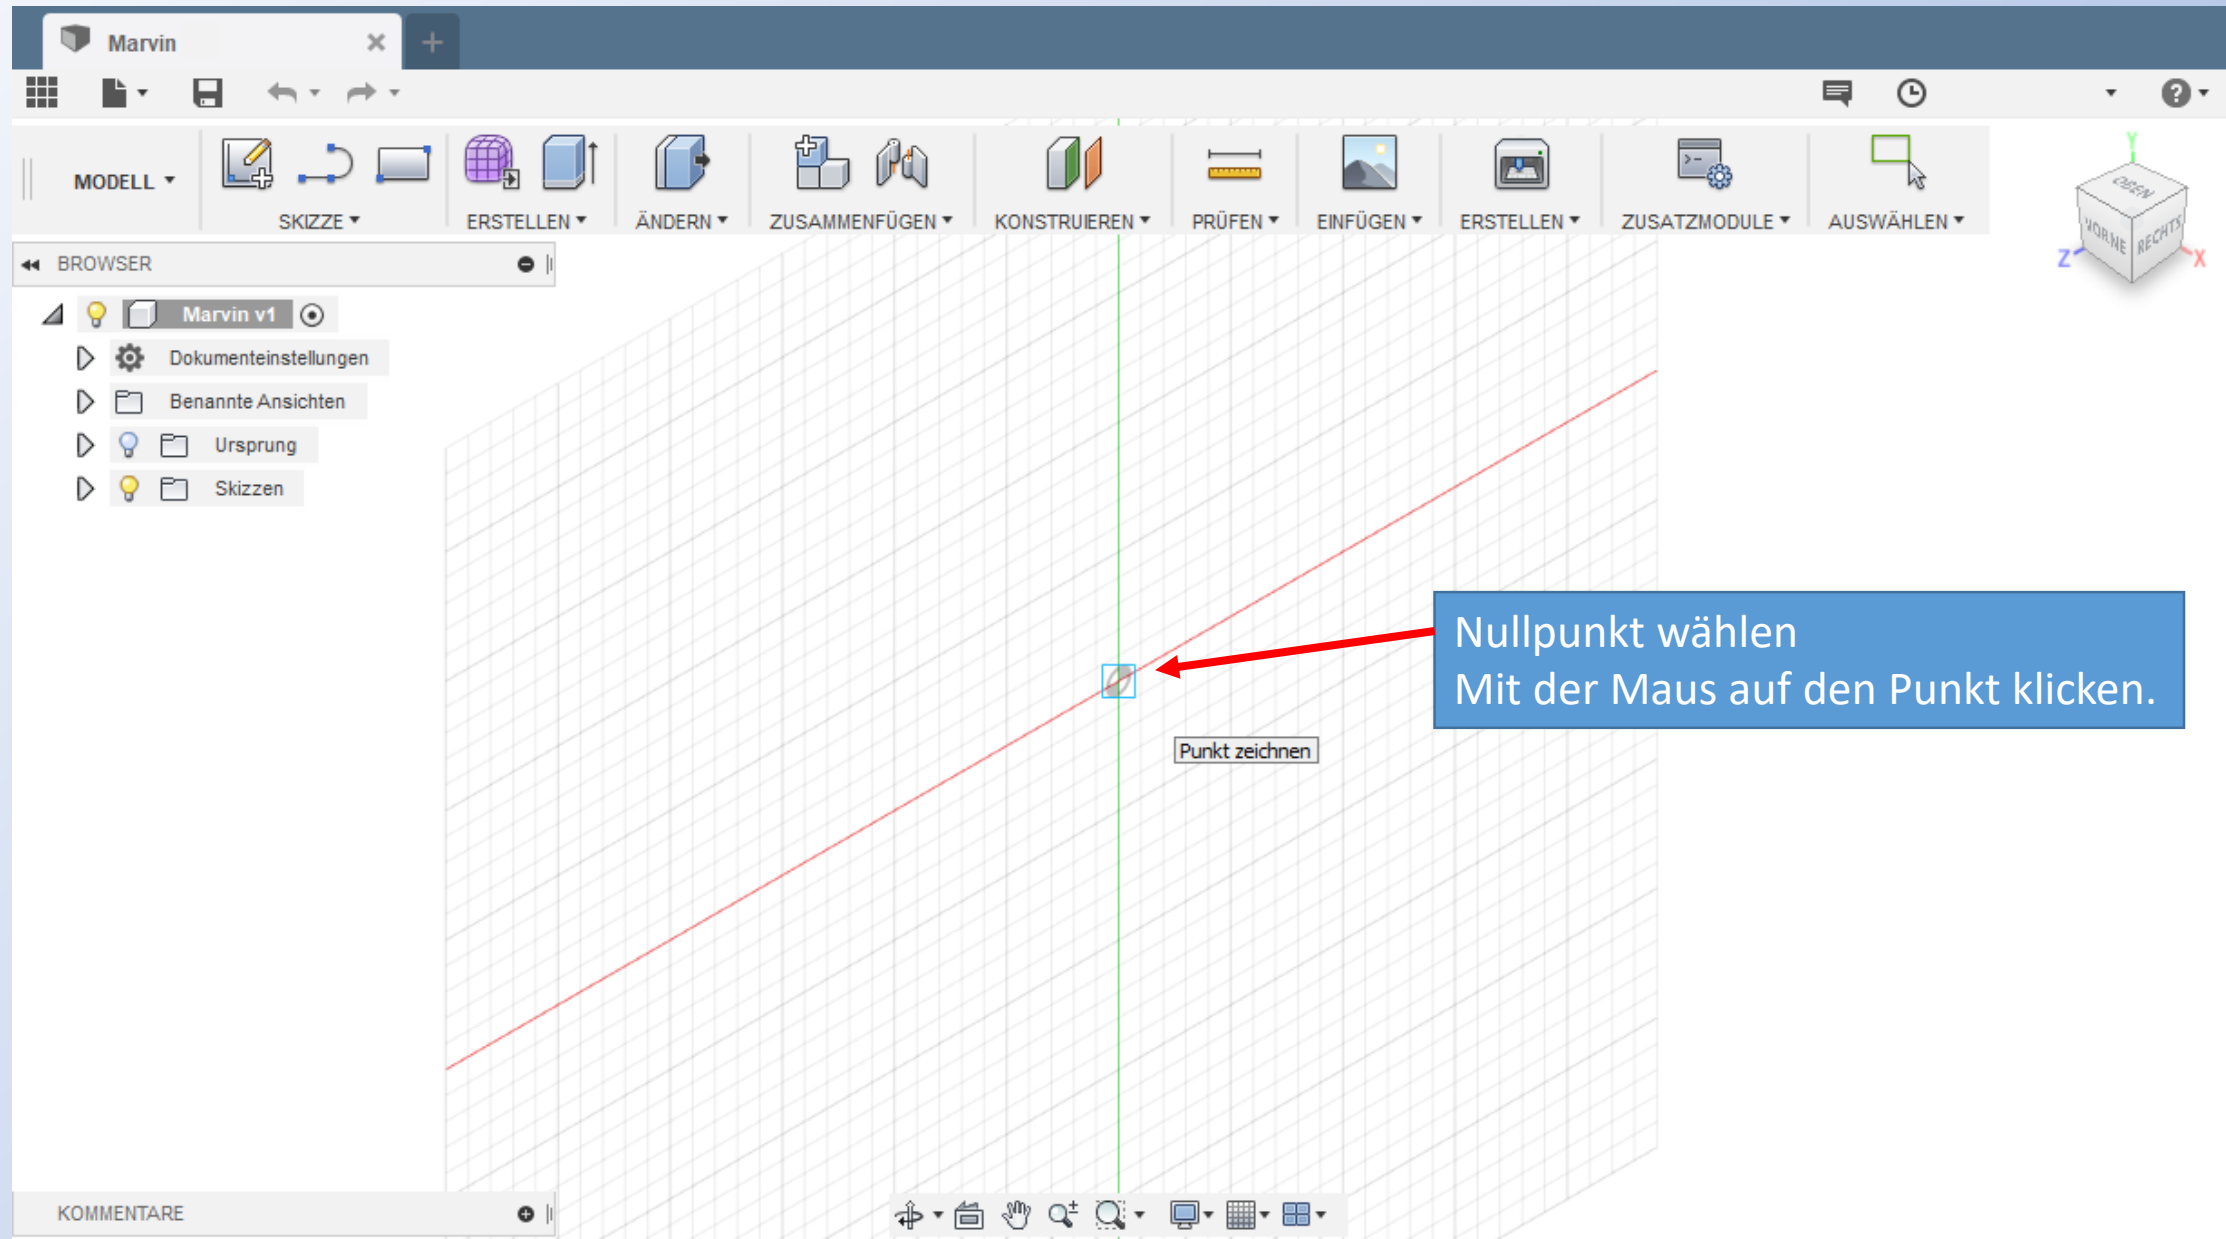 Marvin
MODELL
SKIZZE
ERSTELLEN
ÄNDERN
ZUSAMMENFÜGEN
KONSTRUIEREN
PRÜFEN
EINFÜGEN
ERSTELLEN
ZUSATZMODULE
AUSWÄHLEN
Y
OBEN
VORNE
RECHTS
Z
X
BROWSER
Marvin v1
Dokumenteinstellungen
Benannte Ansichten
Ursprung
Skizzen
Nullpunkt wählen
Mit der Maus auf den Punkt klicken.
Punkt zeichnen
KOMMENTARE